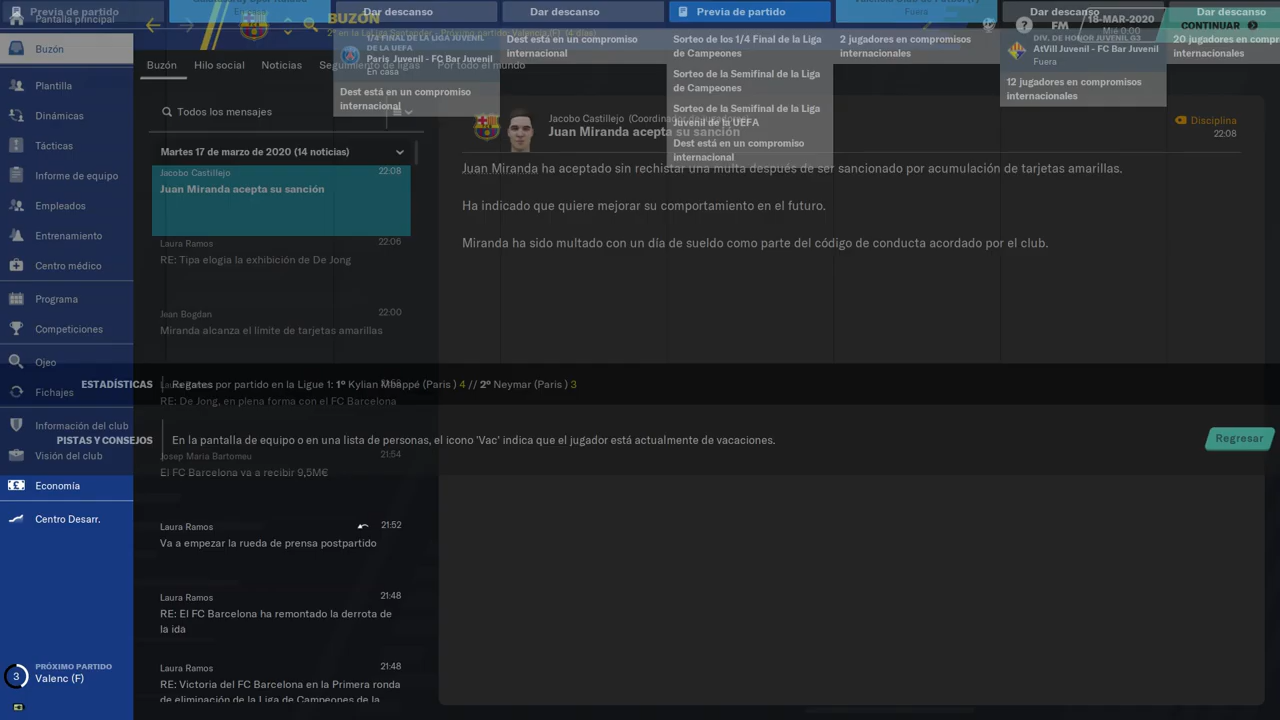 Pantalla principal
Previa de partido
Europeo
BUZÓN
Dar descanso
Dar descanso
Previa de partido
Fuera
Dar descanso
FM
18-MAR-2020
Mié 0:00
Dar descanso
CONTINUAR
1/4 FINAL DE LA LIGA JUVENIL
DE LA UEFA
Paris Juvenil - FC Bar Juvenil
En casa
Dest está en un compromiso
internacional
Dest está en un compromiso
internacional
Sorteo de los 1/4 Final de la Liga
de Campeones
Sorteo de la Semifinal de la Liga
de Campeones
Sorteo de la Semifinal de la Liga
Juvenil de la UEFA
Dest está en un compromiso
internacional
2 jugadores en compromisos
internacionales
DIV. DE HONOR JUVENIL G3
AtVill Juvenil - FC Bar Juvenil
Fuera
12 jugadores en compromisos
internacionales
20 jugadores en compro
internacionales
Buzón
Plantilla
Dinámicas
Tácticas
Informe de equipo
Empleados
Entrenamiento
Centro médico
Programa
Competiciones
Ojeo
Fichajes
Información del club
Visión del club
Economía
Centro Desarr.
PRÓXIMO PARTIDO
3
Valenc (F)
Buzón
Hilo social
Noticias
Seguimiento de ligas
Por todo el mundo
Todos los mensajes
Martes 17 de marzo de 2020 (14 noticias)
Jacobo Castillejo 22:08
Juan Miranda acepta su sanción
Laura Ramos 22:06
RE: Tipa elogia la exhibición de De Jong
Jean Bogdan 22:00
Miranda alcanza el límite de tarjetas amarillas
Laura Ramos
RE: De Jong, en plena forma con el FC Barcelona
Josep Maria Bartomeu 21:54
El FC Barcelona va a recibir 9,5M€
Laura Ramos 21:52
Va a empezar la rueda de prensa postpartido
Laura Ramos 21:48
RE: El FC Barcelona ha remontado la derrota de
la ida
Laura Ramos 21:48
RE: Victoria del FC Barcelona en la Primera ronda
de eliminación de la Liga de Campeones de la
Jacobo Castillejo (Coordinador de jugadores)
Juan Miranda acepta su sanción
Disciplina
22:08
Juan Miranda ha aceptado sin rechistar una multa después de ser sancionado por acumulación de tarjetas amarillas.
Ha indicado que quiere mejorar su comportamiento en el futuro.
Miranda ha sido multado con un día de sueldo como parte del código de conducta acordado por el club.
ESTADÍSTICAS
Regates por partido en la Ligue 1: 1º Kylian Mbappé (Paris ) 4 // 2º Neymar (Paris ) 3
PISTAS Y CONSEJOS
En la pantalla de equipo o en una lista de personas, el icono 'Vac' indica que el jugador está actualmente de vacaciones.
Regresar